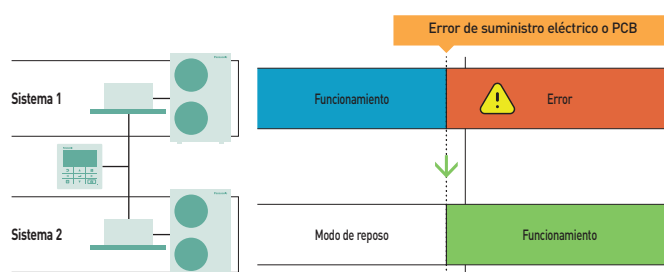 Error de suministro eléctrico o PCB
Sistema 1
Funcionamiento
Error
Sistema 2
Modo de reposo
Funcionamiento